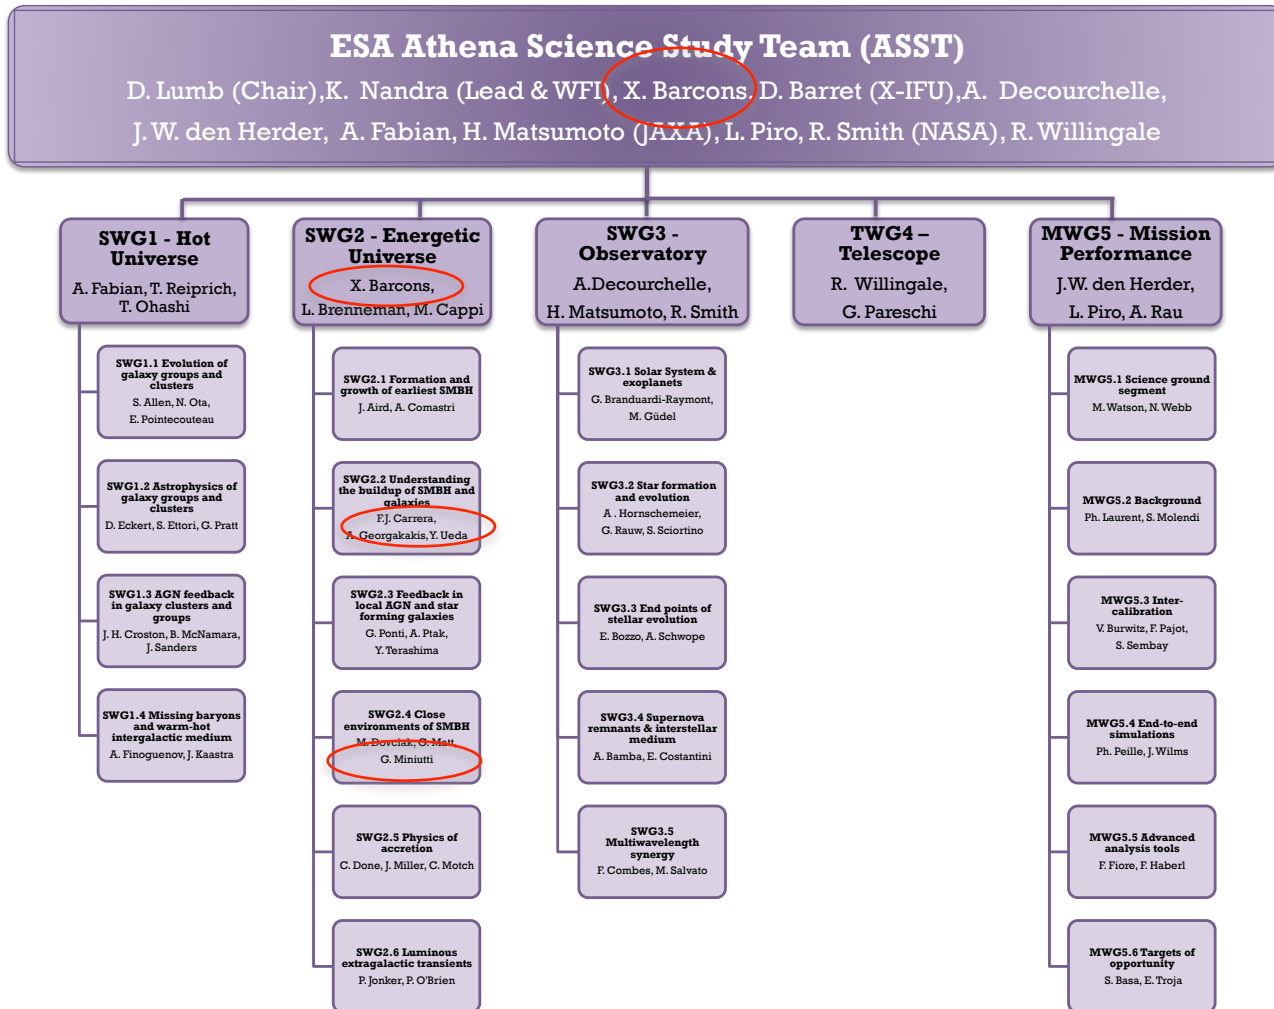 ESA Athena Science Study Team (ASST)
D. Lumb (Chair),K. Nandra (Lead & WFI), X. Barcons. D. Barret (X-IFU),A. Decourchelle,
J. W. den Herder, A. Fabian, H. Matsumoto (JAXA), L. Piro, R. Smith (NASA), R. Willingale
SWG1 - Hot
Universe
A. Fabian, T. Reiprich,
T. Ohashi
SWG1.1 Evolution of
galaxy groups and
clusters
S. Allen, N. Ota,
E. Pointecouteau
SWG1.2 Astrophysics of
galaxy groups and
clusters
D. Eckert, S. Ettori, G. Pratt
SWG1.3 AGN feedback
in galaxy clusters and
groups
J. H. Croston, B. McNamara,
J. Sanders
SWG1.4 Missing baryons
and warm-hot
intergalactic medium
A. Finoguenov, J. Kaastra
SWG2 - Energetic
Universe
X. Barcons,
L. Brenneman, M. Cappi
SWG2.1 Formation and
growth of earliest SMBH
J. Aird, A. Comastri
SWG2.2 Understanding
the buildup of SMBH and
galaxies
F.J. Carrera,
A. Georgakakis, Y. Ueda
SWG2.3 Feedback in
local AGN and star
forming galaxies
G. Ponti, A. Ptak,
Y. Terashima
SWG2.4 Close
environments of SMBH
M. Dovciak, G. Matt
G. Miniutti
SWG2.5 Physics of
accretion
C. Done, J. Miller, C. Motch
SWG2.6 Luminous
extragalactic transients
P. Jonker, P. O'Brien
SWG3 -
Observatory
A.Decourchelle,
H. Matsumoto, R. Smith
SWG3.1 Solar System &
exoplanets
G. Branduardi-Raymont,
M. Güdel
SWG3.2 Star formation
and evolution
A . Hornschemeier,
G. Rauw, S. Sciortino
SWG3.3 End points of
stellar evolution
E. Bozzo, A. Schwope
SWG3.4 Supernova
remnants & interstellar
medium
A. Bamba, E. Costantini
SWG3.5
Multiwavelength
synergy
F. Combes, M. Salvato
TWG4 –
Telescope
R. Willingale,
G. Pareschi
MWG5 - Mission
Performance
J.W. den Herder,
L. Piro, A. Rau
MWG5.1 Science ground
segment
M. Watson, N. Webb
MWG5.2 Background
Ph. Laurent, S. Molendi
MWG5.3 Inter-
calibration
V. Burwitz, F. Pajot,
S. Sembay
MWG5.4 End-to-end
simulations
Ph. Peille, J. Wilms
MWG5.5 Advanced
analysis tools
F. Fiore, F. Haberl
MWG5.6 Targets of
opportunity
S. Basa, E. Troja